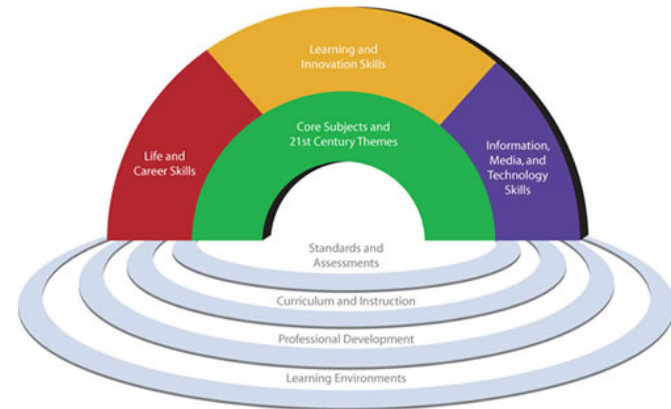 Learning and
Innovation Skills
Core Subjects and
21st Century Themes
Life and
Career Skills
Information,
Media, and
Technology
Skills
Standards and
Assessments
Curriculum and Instruction
Professional Development
Learning Environments